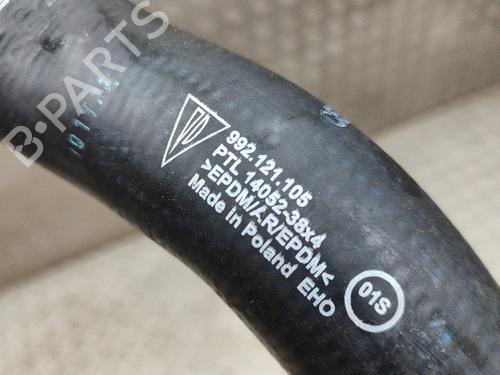 B-PARTS
992.121.105
PTL 14052-38x4
>EPDM/AR/EPDM<
Made in Poland EHO
01S